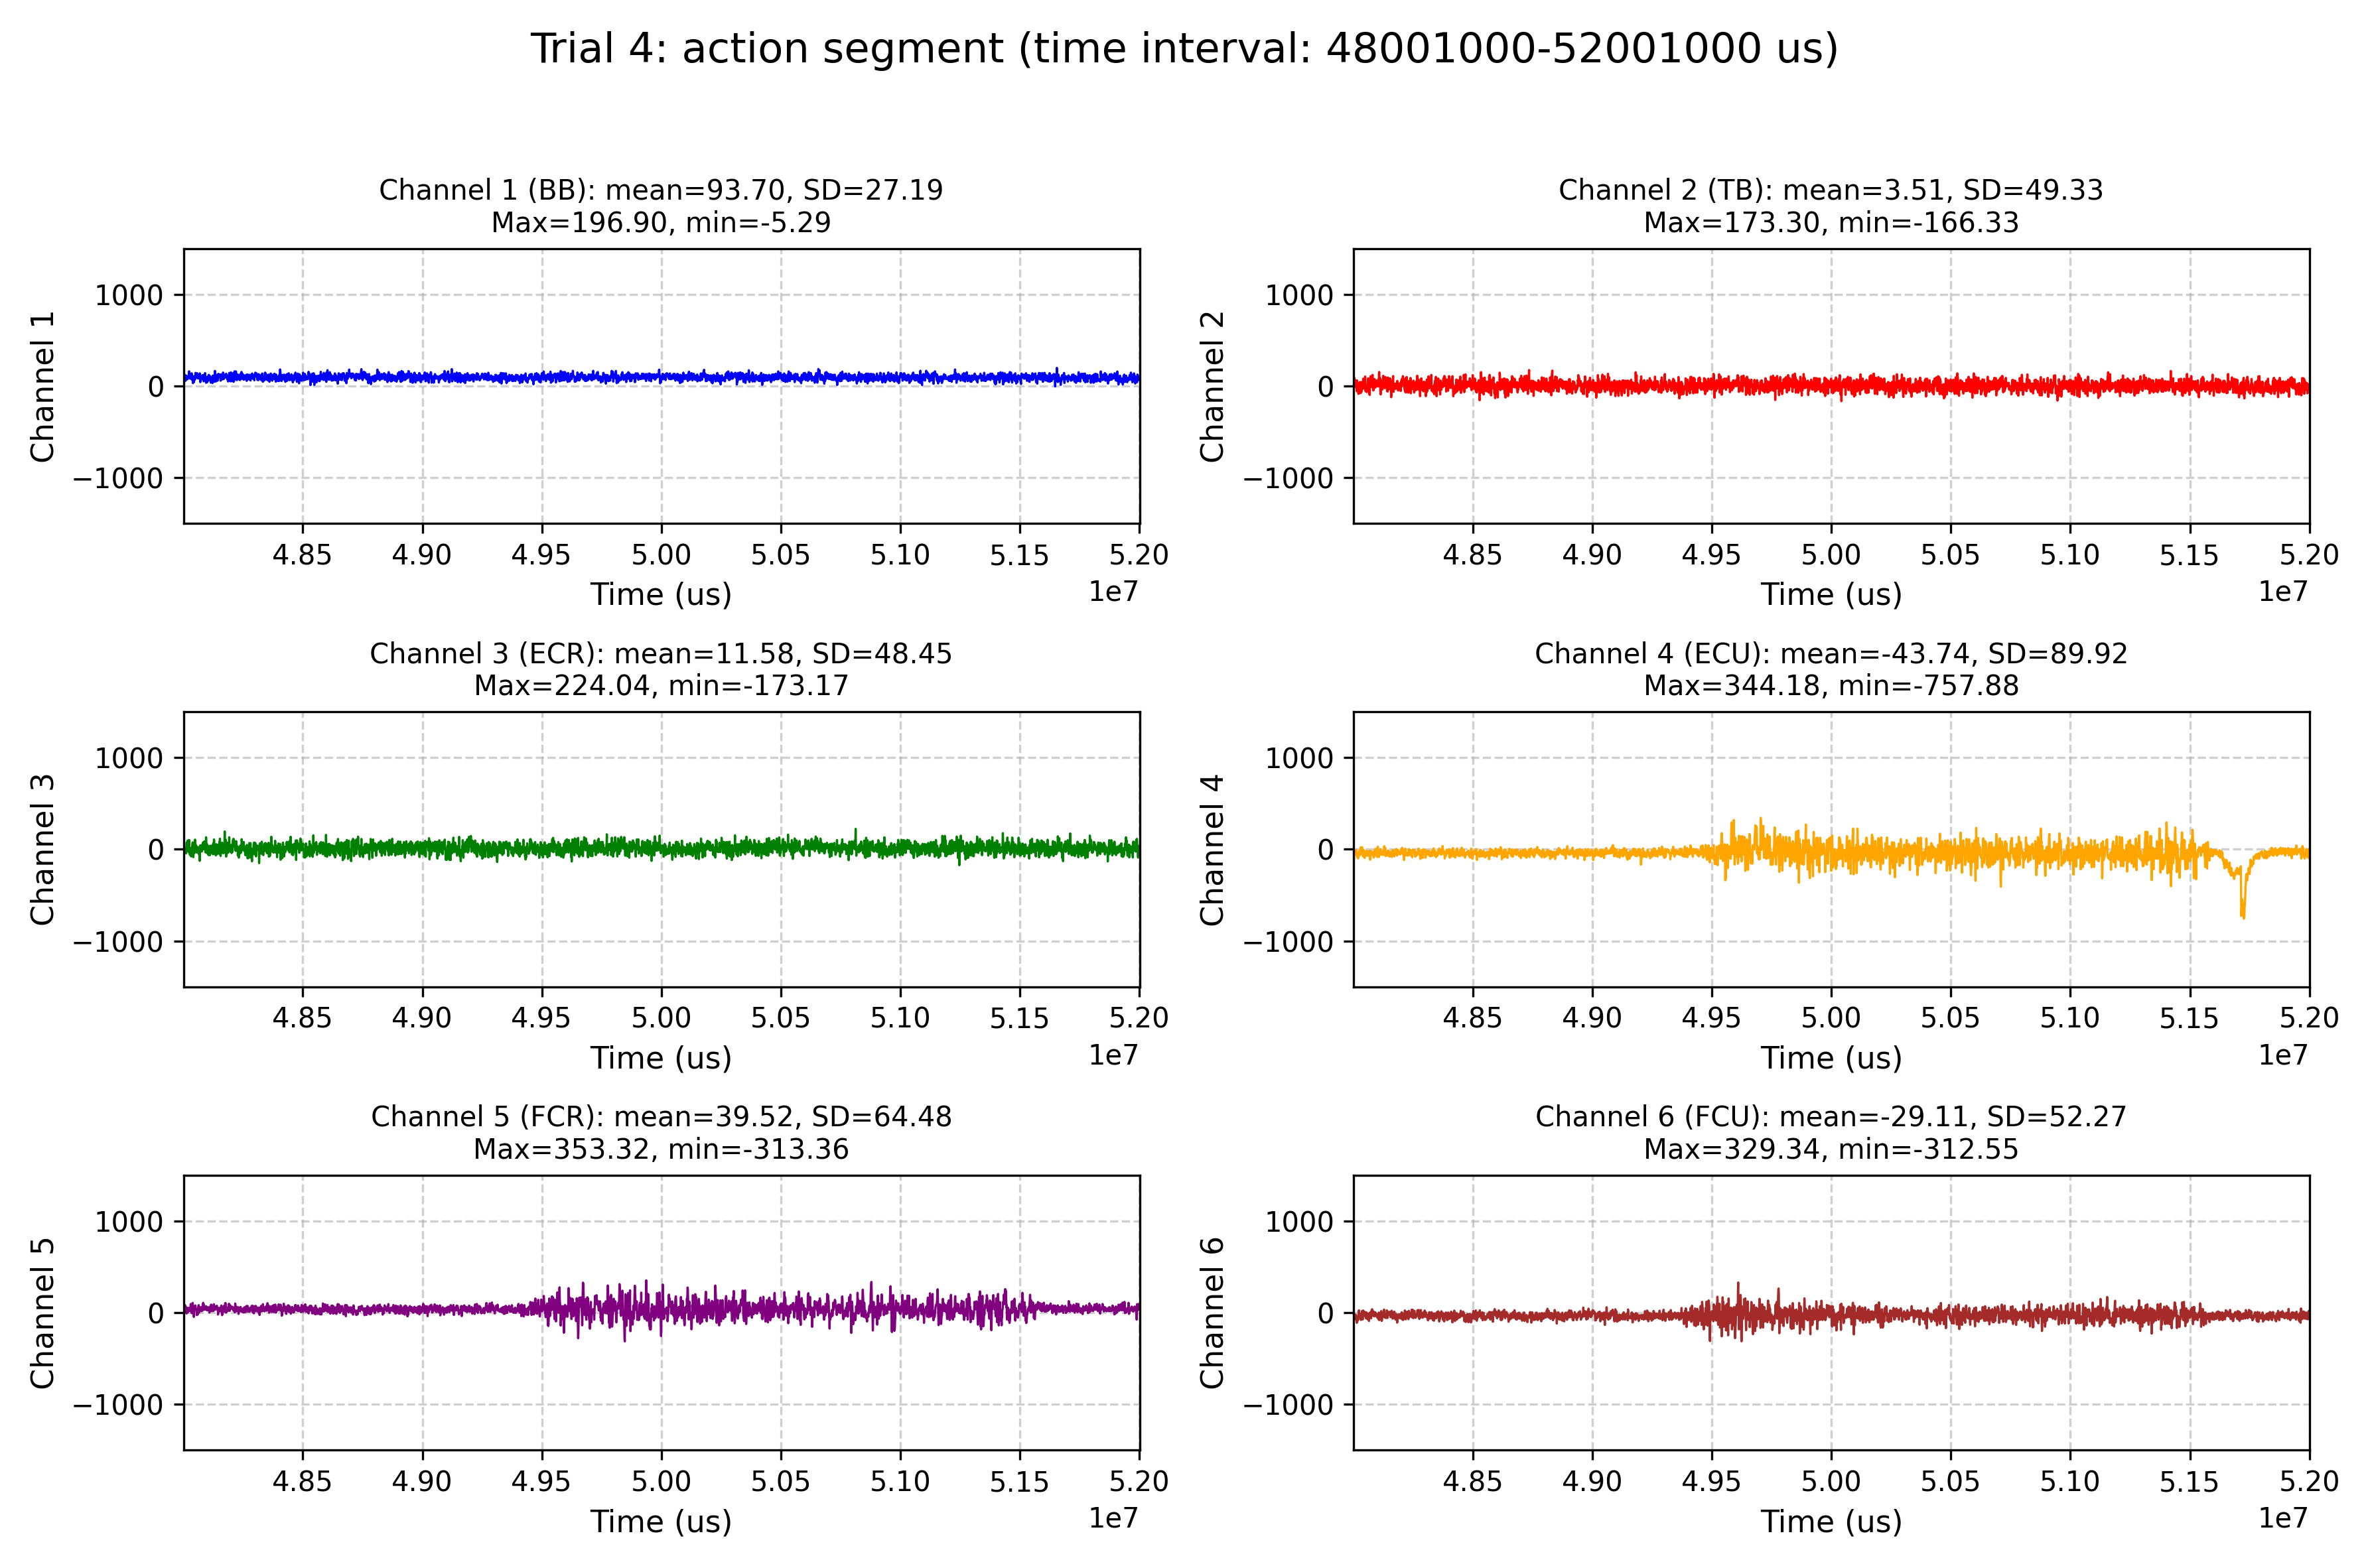 Trial 4: action segment (time interval: 48001000-52001000 us)
Channel 1 (BB): mean=93.70, SD=27.19
Max=196.90, min=-5.29
Channel 1
1000
0
−1000
4.85 4.90 4.95 5.00 5.05 5.10 5.15 5.20
1e7
Time (us)
Channel 2 (TB): mean=3.51, SD=49.33
Max=173.30, min=-166.33
Channel 2
1000
0
−1000
4.85 4.90 4.95 5.00 5.05 5.10 5.15 5.20
1e7
Time (us)
Channel 3 (ECR): mean=11.58, SD=48.45
Max=224.04, min=-173.17
Channel 3
1000
0
−1000
4.85 4.90 4.95 5.00 5.05 5.10 5.15 5.20
1e7
Time (us)
Channel 4 (ECU): mean=-43.74, SD=89.92
Max=344.18, min=-757.88
Channel 4
1000
0
−1000
4.85 4.90 4.95 5.00 5.05 5.10 5.15 5.20
1e7
Time (us)
Channel 5 (FCR): mean=39.52, SD=64.48
Max=353.32, min=-313.36
Channel 5
1000
0
−1000
4.85 4.90 4.95 5.00 5.05 5.10 5.15 5.20
1e7
Time (us)
Channel 6 (FCU): mean=-29.11, SD=52.27
Max=329.34, min=-312.55
Channel 6
1000
0
−1000
4.85 4.90 4.95 5.00 5.05 5.10 5.15 5.20
1e7
Time (us)